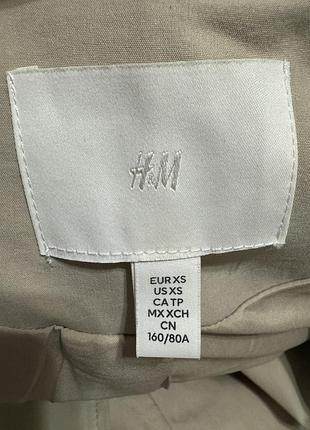 H&M
EUR XS
US XS
CA TP
MX XCH
CN
160/80A